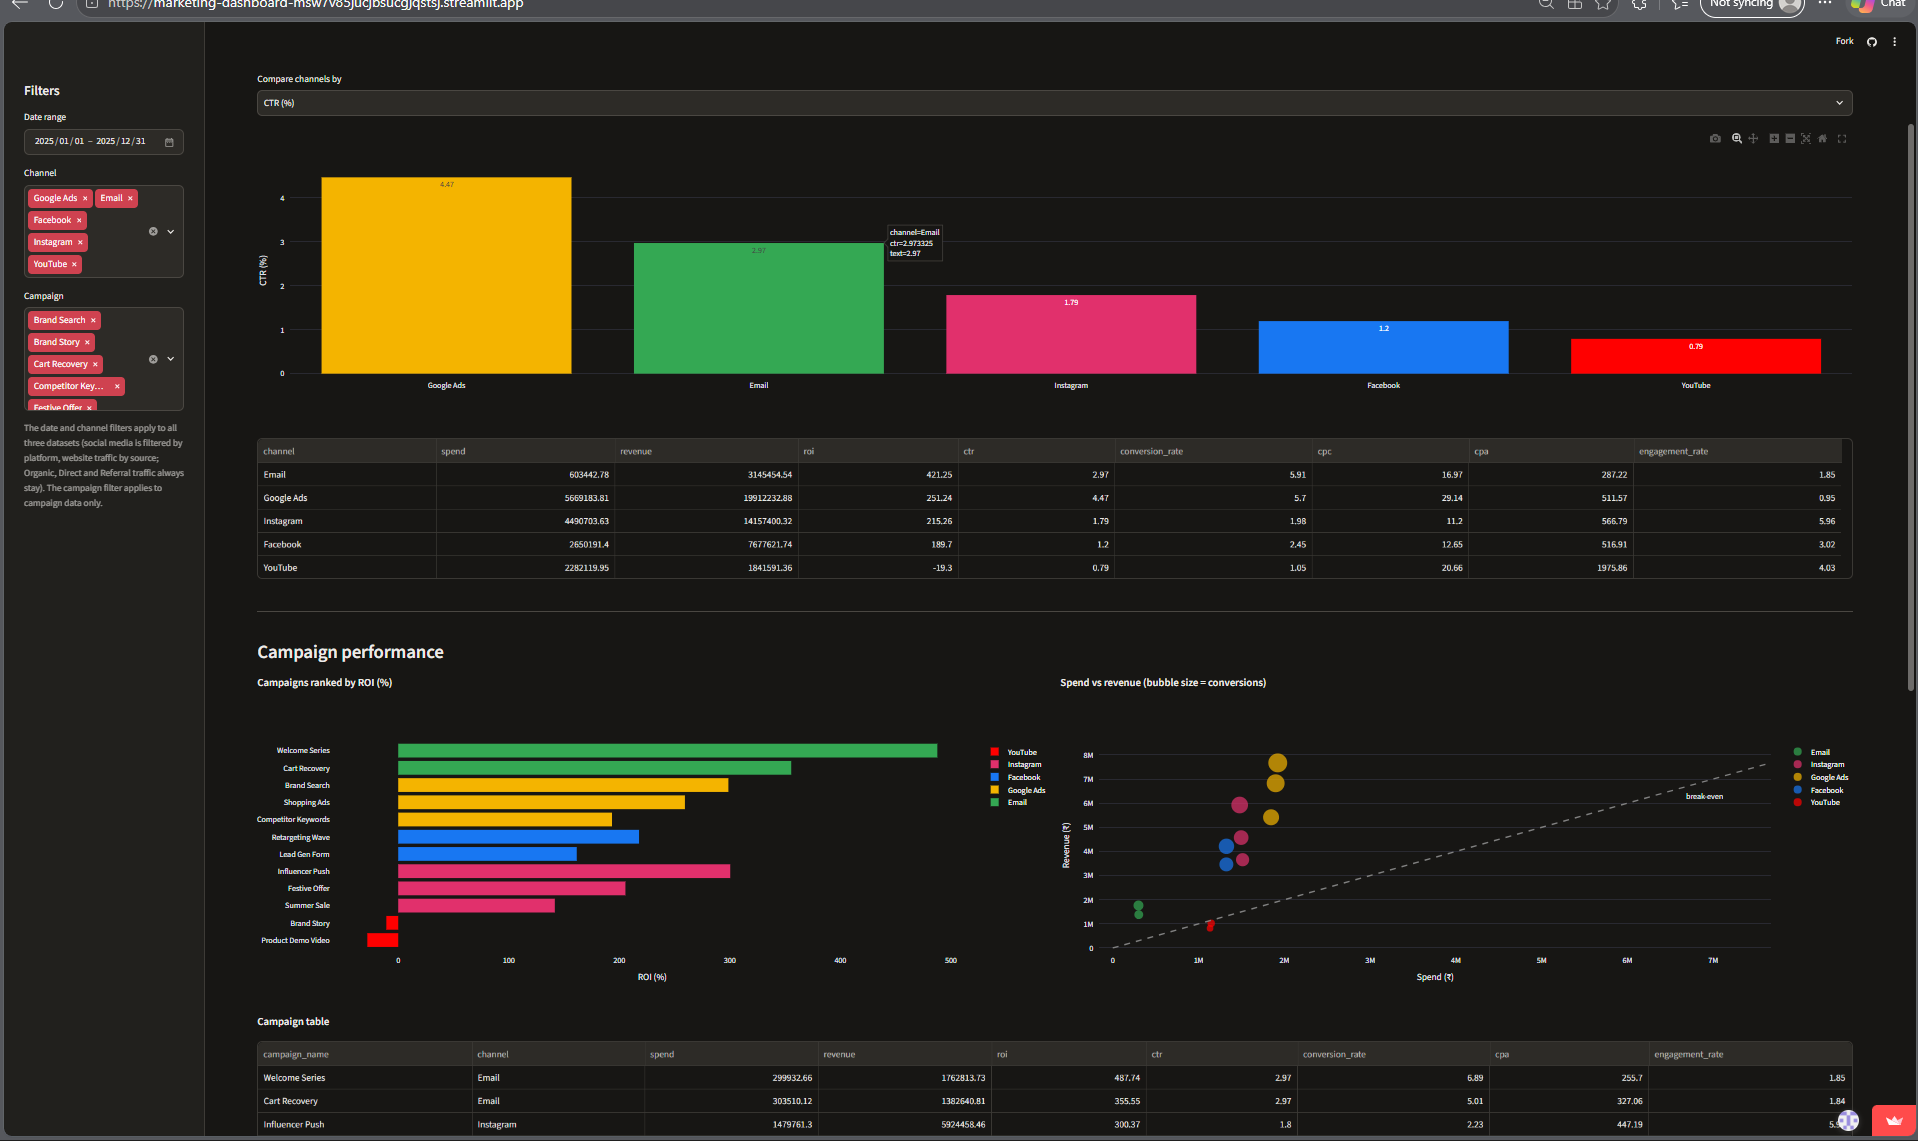 https://marketing-dashboard-msw7v85jucjbsucgjqstsj.streamlit.app
Not syncing
Chat
Fork
Filters
Date range
2025/01/01 – 2025/12/31
Channel
Google Ads × Email ×
Facebook ×
Instagram ×
YouTube ×
Campaign
Brand Search ×
Brand Story ×
Cart Recovery ×
Competitor Key... ×
Festive Offer ×
The date and channel filters apply to all
three datasets (social media is filtered by
platform, website traffic by source;
Organic, Direct and Referral traffic always
stay). The campaign filter applies to
campaign data only.
Compare channels by
CTR (%)
CTR (%)
4
3
2
1
0
4.47
2.97
1.79
1.2
0.79
channel=Email
ctr=2.973325
text=2.97
Google Ads Email Instagram Facebook YouTube
channel spend revenue roi ctr conversion_rate cpc cpa engagement_rate
Email 603442.78 3145454.54 421.25 2.97 5.91 16.97 287.22 1.85
Google Ads 5669183.81 19912232.88 251.24 4.47 5.7 29.14 511.57 0.95
Instagram 4490703.63 14157400.32 215.26 1.79 1.98 11.2 566.79 5.96
Facebook 2650191.4 7677621.74 189.7 1.2 2.45 12.65 516.91 3.02
YouTube 2282119.95 1841591.36 -19.3 0.79 1.05 20.66 1975.86 4.03
Campaign performance
Campaigns ranked by ROI (%)
Welcome Series
Cart Recovery
Brand Search
Shopping Ads
Competitor Keywords
Retargeting Wave
Lead Gen Form
Influencer Push
Festive Offer
Summer Sale
Brand Story
Product Demo Video
0 100 200 300 400 500
ROI (%)
YouTube
Instagram
Facebook
Google Ads
Email
Spend vs revenue (bubble size = conversions)
Revenue (₹)
8M
7M
6M
5M
4M
3M
2M
1M
0
break-even
0 1M 2M 3M 4M 5M 6M 7M
Spend (₹)
Email
Instagram
Google Ads
Facebook
YouTube
Campaign table
campaign_name channel spend revenue roi ctr conversion_rate cpa engagement_rate
Welcome Series Email 299932.66 1762813.73 487.74 2.97 6.89 255.7 1.85
Cart Recovery Email 303510.12 1382640.81 355.55 2.97 5.01 327.06 1.84
Influencer Push Instagram 1479761.3 5924458.46 300.37 1.8 2.23 447.19